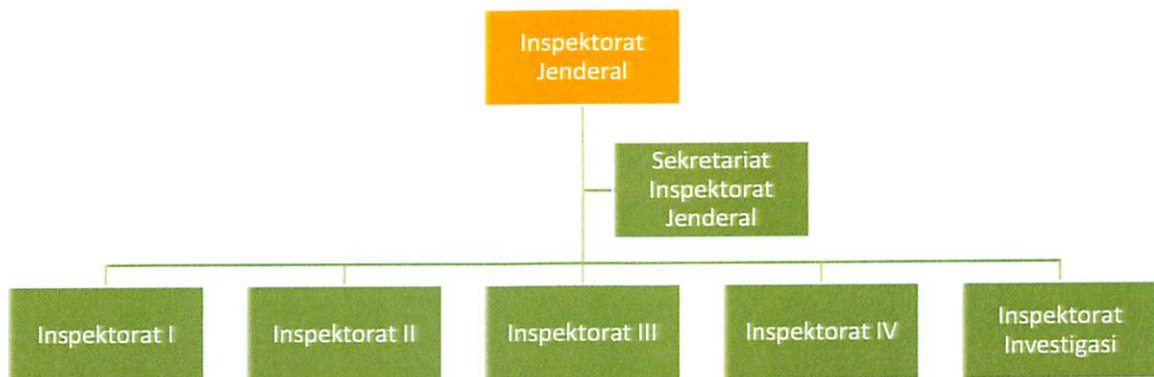 Inspektorat
Jenderal
Sekretariat
Inspektorat
Jenderal
Inspektorat I
Inspektorat II
Inspektorat III
Inspektorat IV
Inspektorat
Investigasi